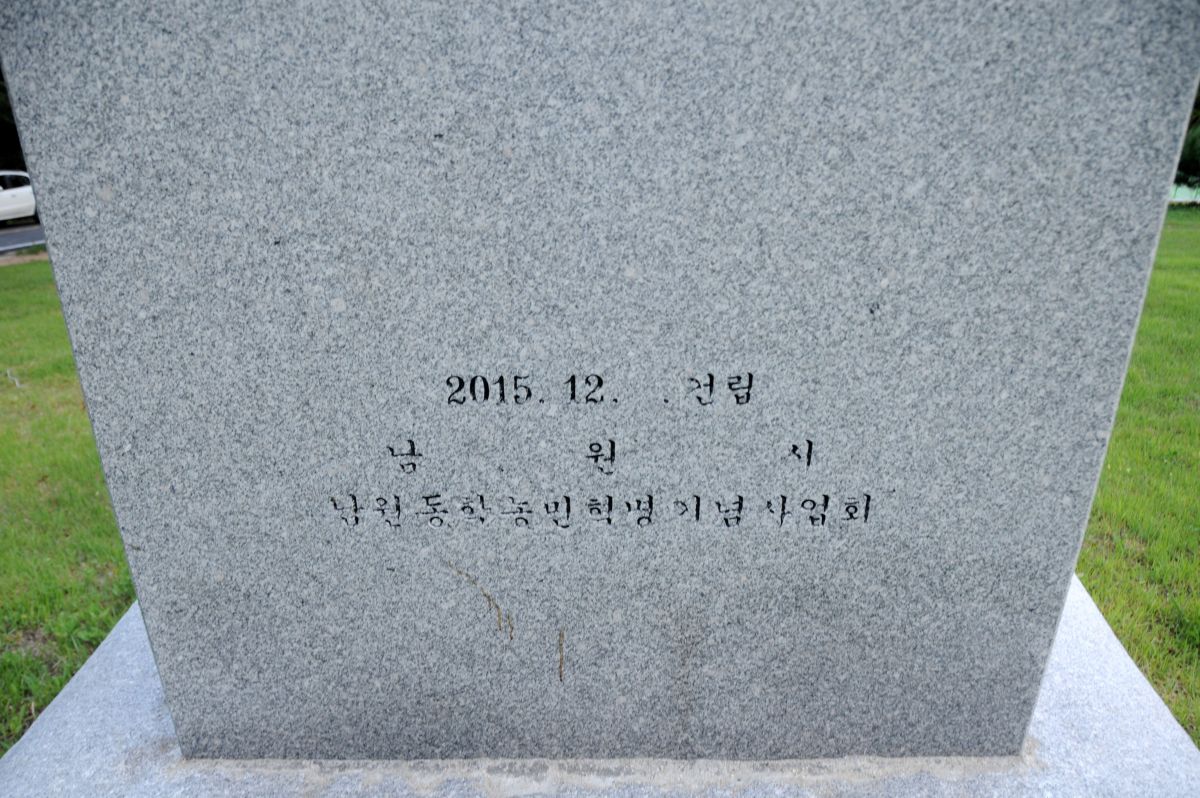 2015. 12. . 건립
남 원 시
남원동학농민혁명기념사업회